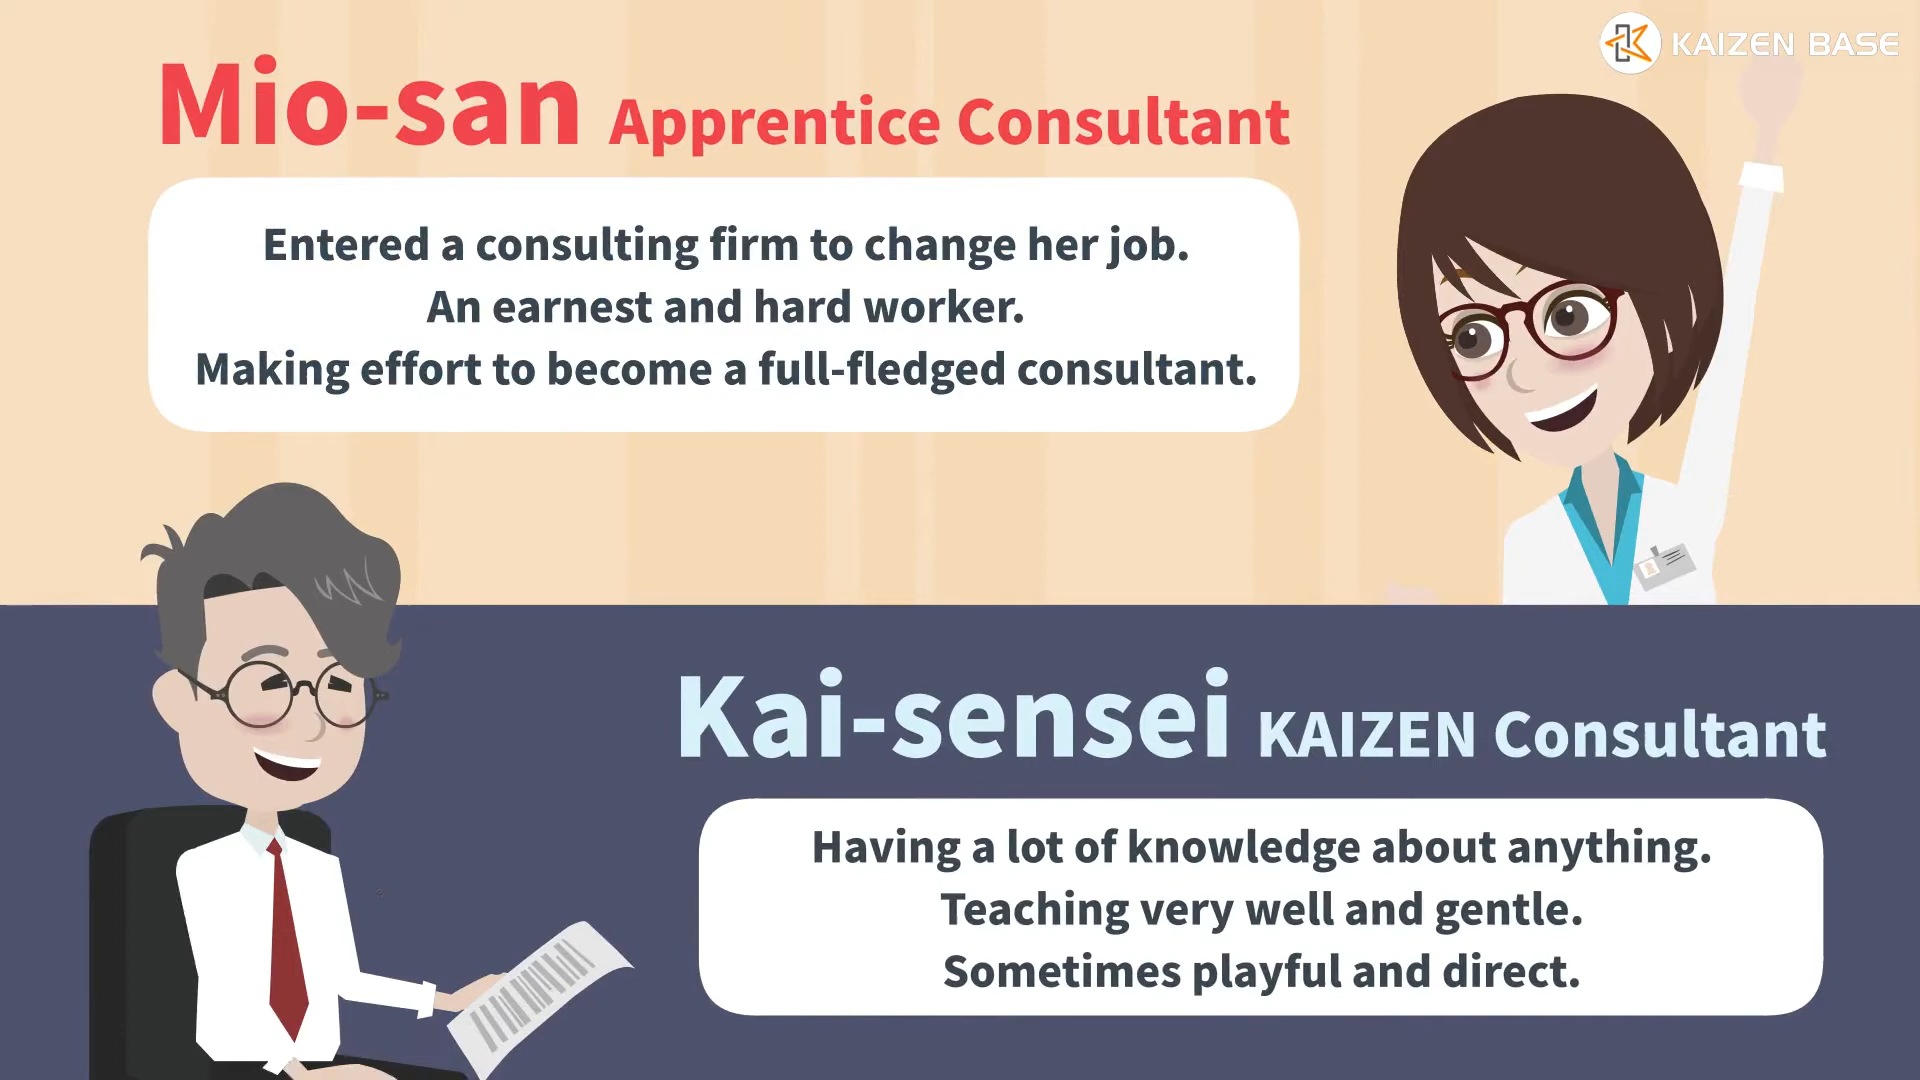 KAIZEN BASE
Mio-san Apprentice Consultant
Entered a consulting firm to change her job.
An earnest and hard worker.
Making effort to become a full-fledged consultant.
Kai-sensei KAIZEN Consultant
Having a lot of knowledge about anything.
Teaching very well and gentle.
Sometimes playful and direct.